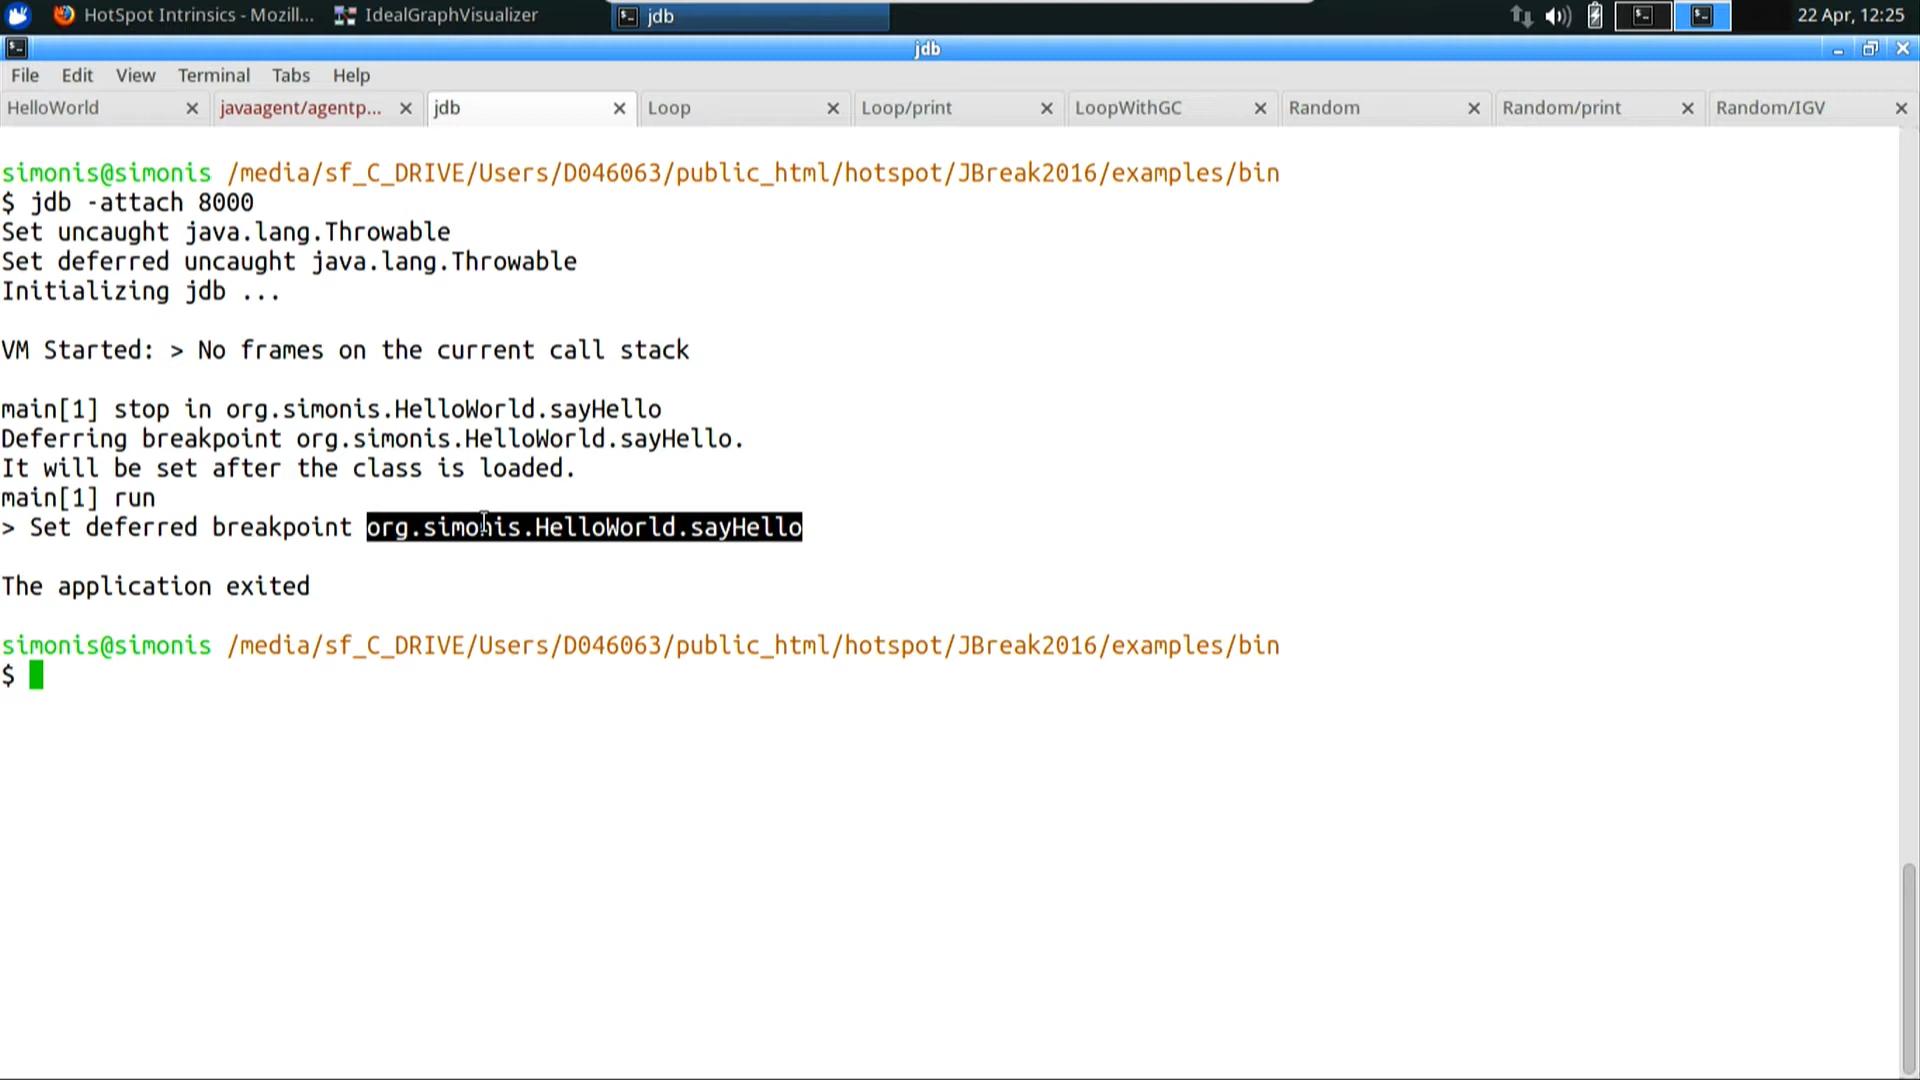 HotSpot Intrinsics - Mozill...
IdealGraphVisualizer
jdb
22 Apr, 12:25
jdb
File Edit View Terminal Tabs Help
HelloWorld
javaagent/agentp...
jdb
Loop
Loop/print
LoopWithGC
Random
Random/print
Random/IGV
simonis@simonis /media/sf_C_DRIVE/Users/D046063/public_html/hotspot/JBreak2016/examples/bin
$ jdb -attach 8000
Set uncaught java.lang.Throwable
Set deferred uncaught java.lang.Throwable
Initializing jdb ...
VM Started: > No frames on the current call stack
main[1] stop in org.simonis.HelloWorld.sayHello
Deferring breakpoint org.simonis.HelloWorld.sayHello.
It will be set after the class is loaded.
main[1] run
> Set deferred breakpoint org.simonis.HelloWorld.sayHello
The application exited
simonis@simonis /media/sf_C_DRIVE/Users/D046063/public_html/hotspot/JBreak2016/examples/bin
$